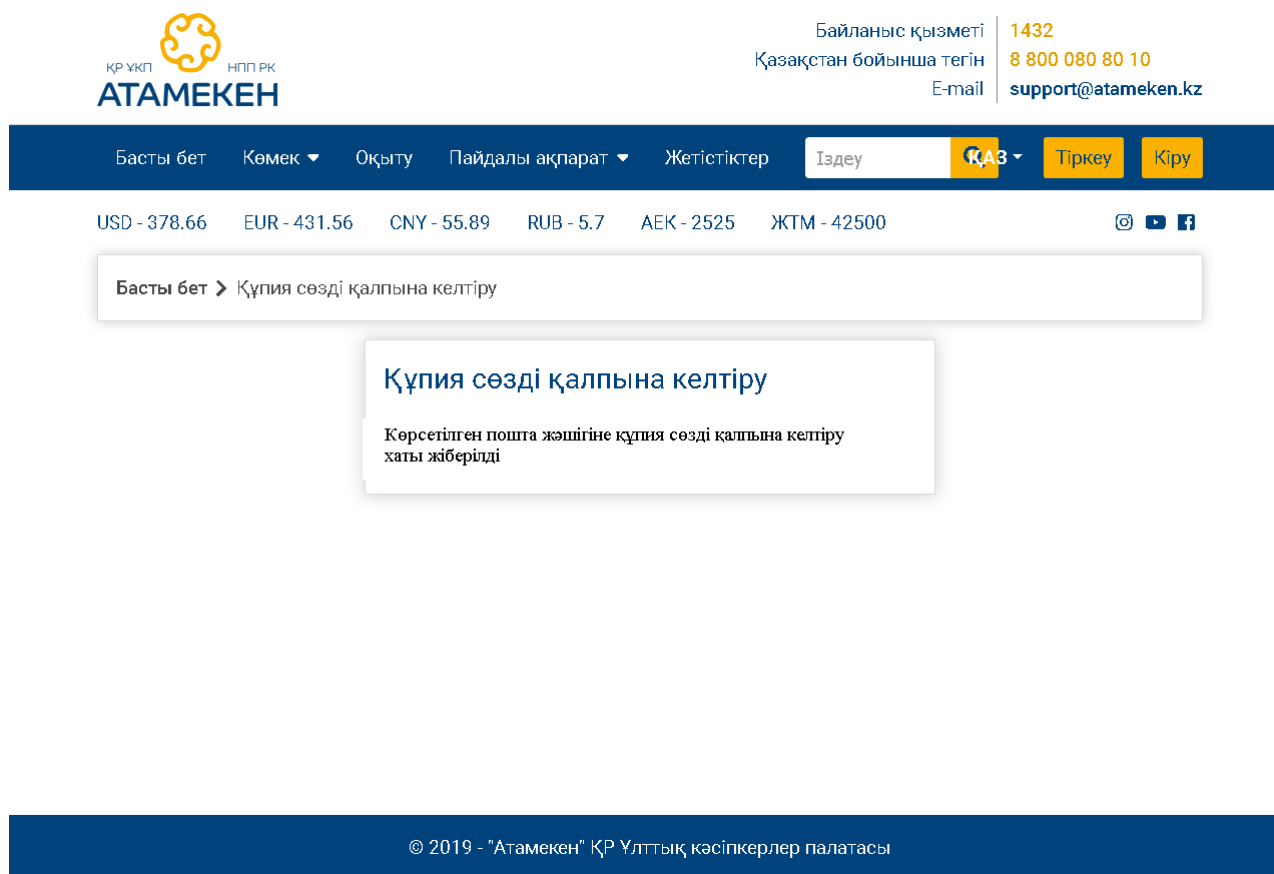 ҚР ҰКП НПП РК
АТАМЕКЕН
Байланыс қызметі 1432
Қазақстан бойынша тегін 8 800 080 80 10
E-mail support@atameken.kz
Басты бет Көмек Оқыту Пайдалы ақпарат Жетістіктер Іздеу ҚАЗ Тіркеу Кіру
USD - 378.66 EUR - 431.56 CNY - 55.89 RUB - 5.7 АЕК - 2525 ЖТМ - 42500
Басты бет Құпия сөзді қалпына келтіру
Құпия сөзді қалпына келтіру
Көрсетілген пошта жәшігіне құпия сөзді қалпына келтіру
хаты жіберілді
© 2019 - "Атамекен" ҚР Ұлттық кәсіпкерлер палатасы